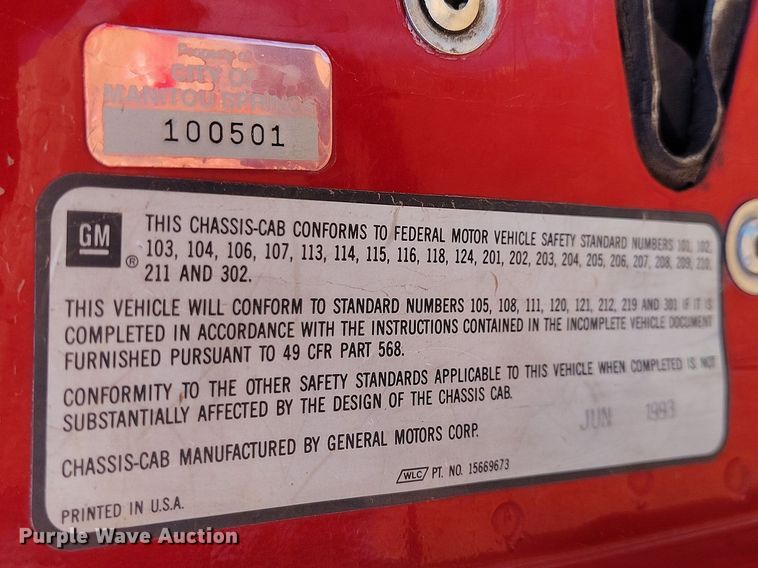 Property of
CITY OF
MANITOU SPRINGS
100501
GM
®
THIS CHASSIS-CAB CONFORMS TO FEDERAL MOTOR VEHICLE SAFETY STANDARD NUMBERS 101, 102,
103, 104, 106, 107, 113, 114, 115, 116, 118, 124, 201, 202, 203, 204, 205, 206, 207, 208, 209, 210,
211 AND 302.
THIS VEHICLE WILL CONFORM TO STANDARD NUMBERS 105, 108, 111, 120, 121, 212, 219 AND 301 IF IT IS
COMPLETED IN ACCORDANCE WITH THE INSTRUCTIONS CONTAINED IN THE INCOMPLETE VEHICLE DOCUMENT
FURNISHED PURSUANT TO 49 CFR PART 568.
CONFORMITY TO THE OTHER SAFETY STANDARDS APPLICABLE TO THIS VEHICLE WHEN COMPLETED IS NOT
SUBSTANTIALLY AFFECTED BY THE DESIGN OF THE CHASSIS CAB.
JUN 1993
CHASSIS-CAB MANUFACTURED BY GENERAL MOTORS CORP.
WLC PT. NO. 15669673
PRINTED IN U.S.A.
Purple Wave Auction